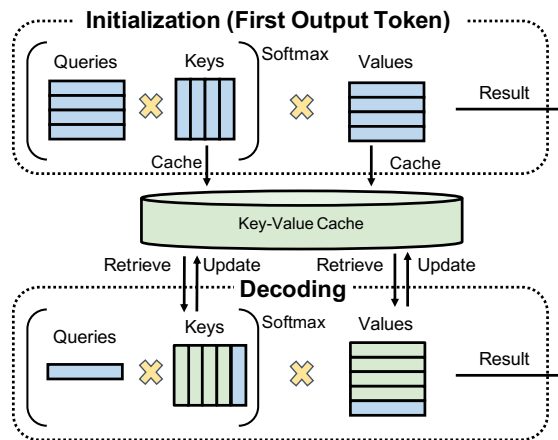 Initialization (First Output Token)
Queries Keys Softmax Values
Result
Cache Cache
Key-Value Cache
Retrieve Update Retrieve Update
Decoding
Queries Keys Softmax Values
Result